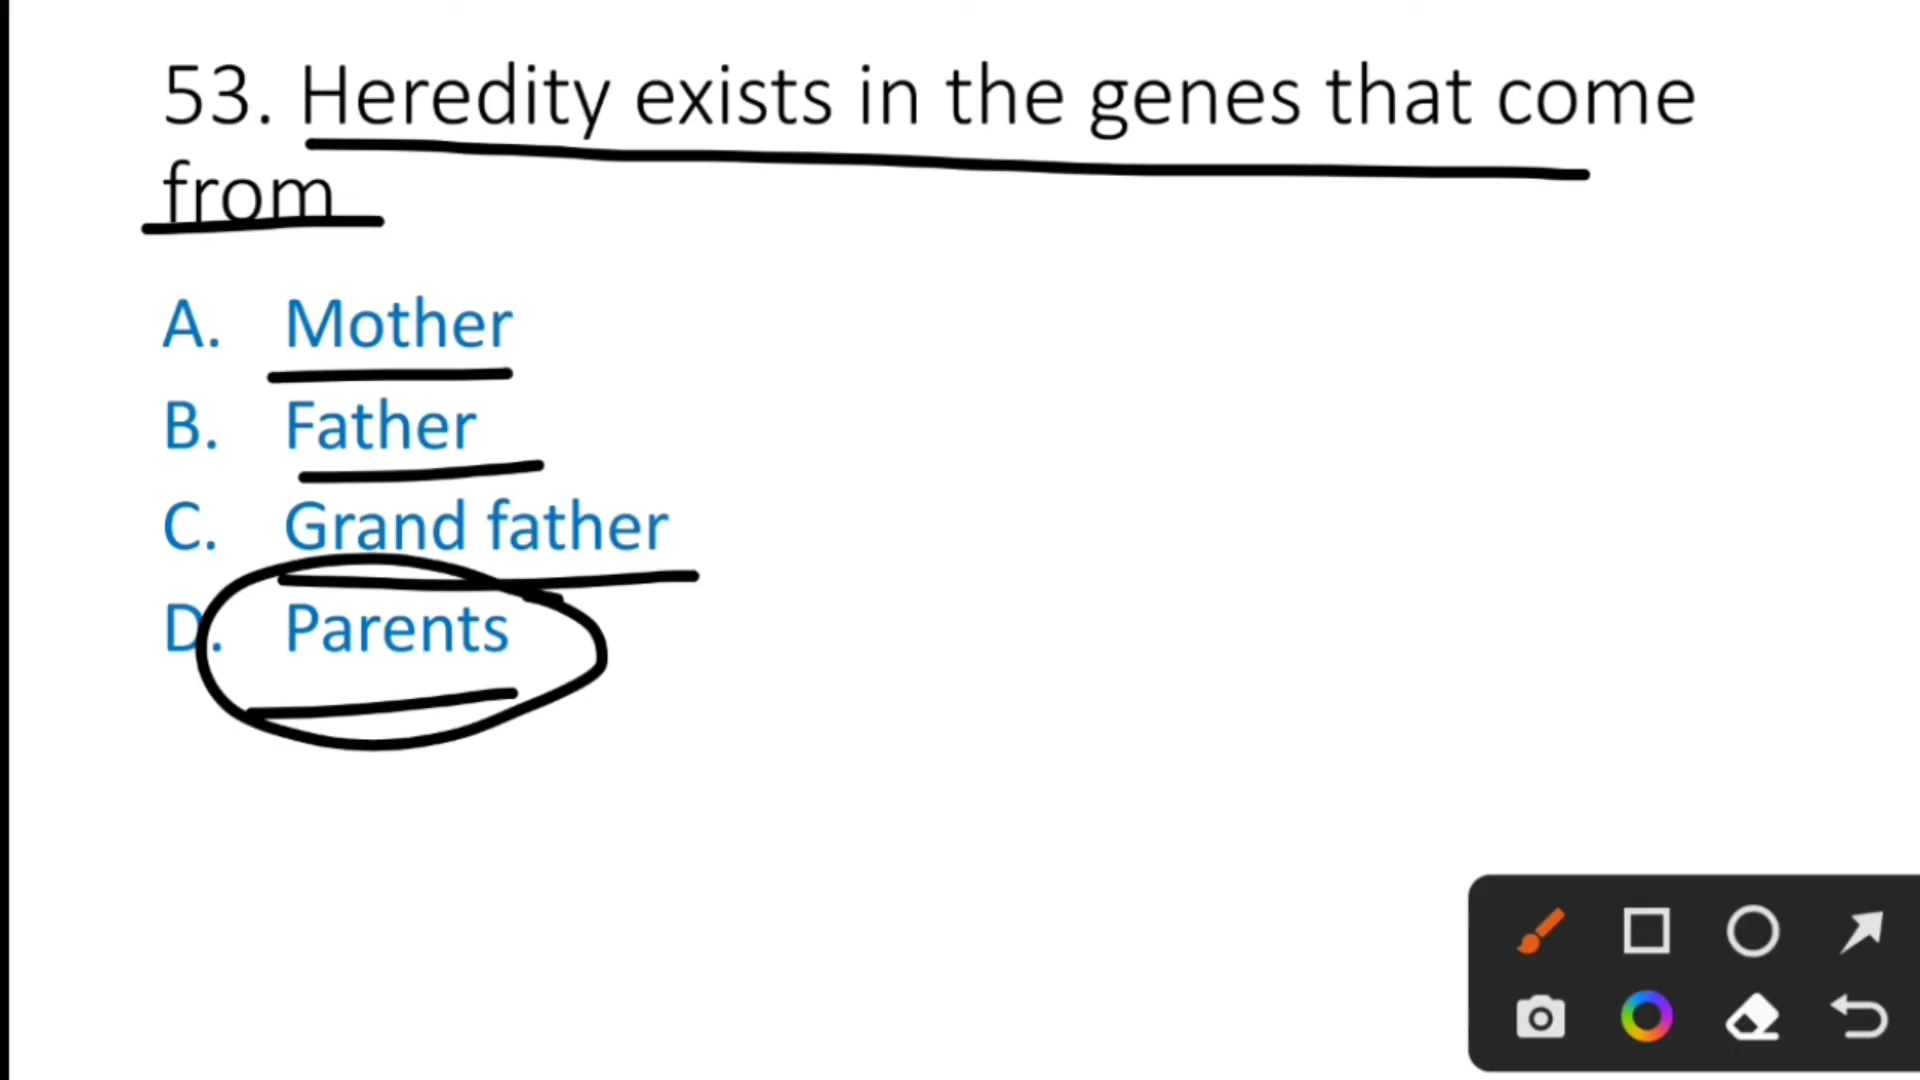 53. Heredity exists in the genes that come
from
A. Mother
B. Father
C. Grand father
D. Parents